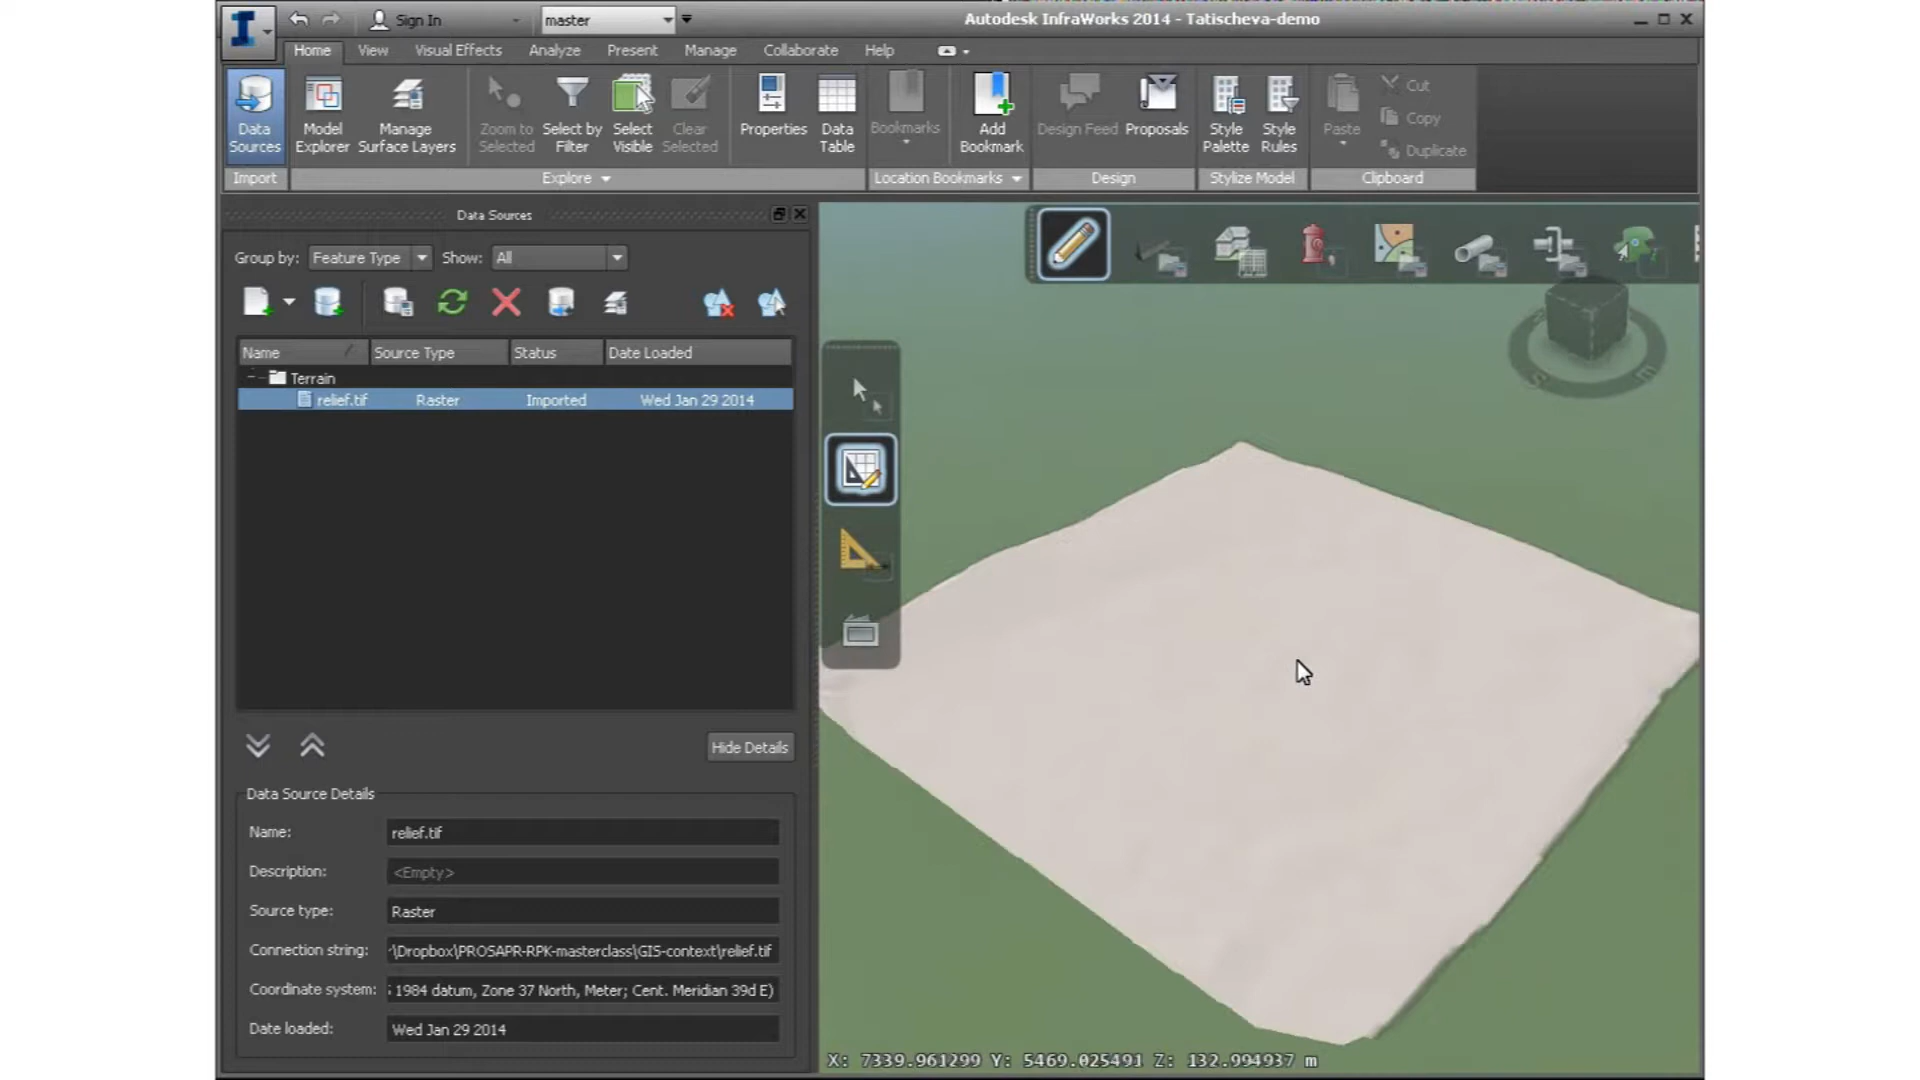 Sign In master Autodesk InfraWorks 2014 - Tatischeva-demo
Home View Visual Effects Analyze Present Manage Collaborate Help
Data Sources
Model Explorer
Manage Surface Layers
Zoom to Selected
Select by Filter
Select Visible
Clear Selected
Properties
Data Table
Bookmarks
Add Bookmark
Design Feed
Proposals
Style Palette
Style Rules
Paste
Cut
Copy
Duplicate
Import Explore Location Bookmarks Design Stylize Model Clipboard
Data Sources
Group by: Feature Type Show: All
Name Source Type Status Date Loaded
Terrain
relief.tif Raster Imported Wed Jan 29 2014
Hide Details
Data Source Details
Name: relief.tif
Description: <Empty>
Source type: Raster
Connection string: \Dropbox\PROSAPR-RPK-masterclass\GIS-context\relief.tif
Coordinate system: ; 1984 datum, Zone 37 North, Meter; Cent. Meridian 39d E)
Date loaded: Wed Jan 29 2014
S E
X: 7339.961299 Y: 5469.025491 Z: 132.994937 m